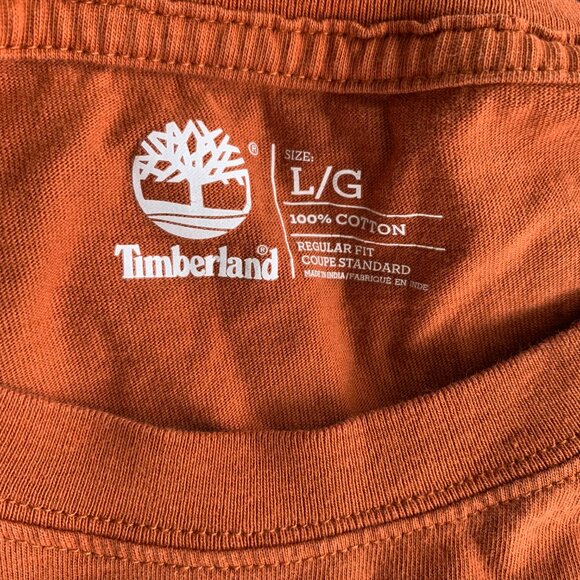 Timberland®
SIZE:
L/G
100% COTTON
REGULAR FIT
COUPE STANDARD
MADE IN INDIA/FABRIQUÉ EN INDE
®